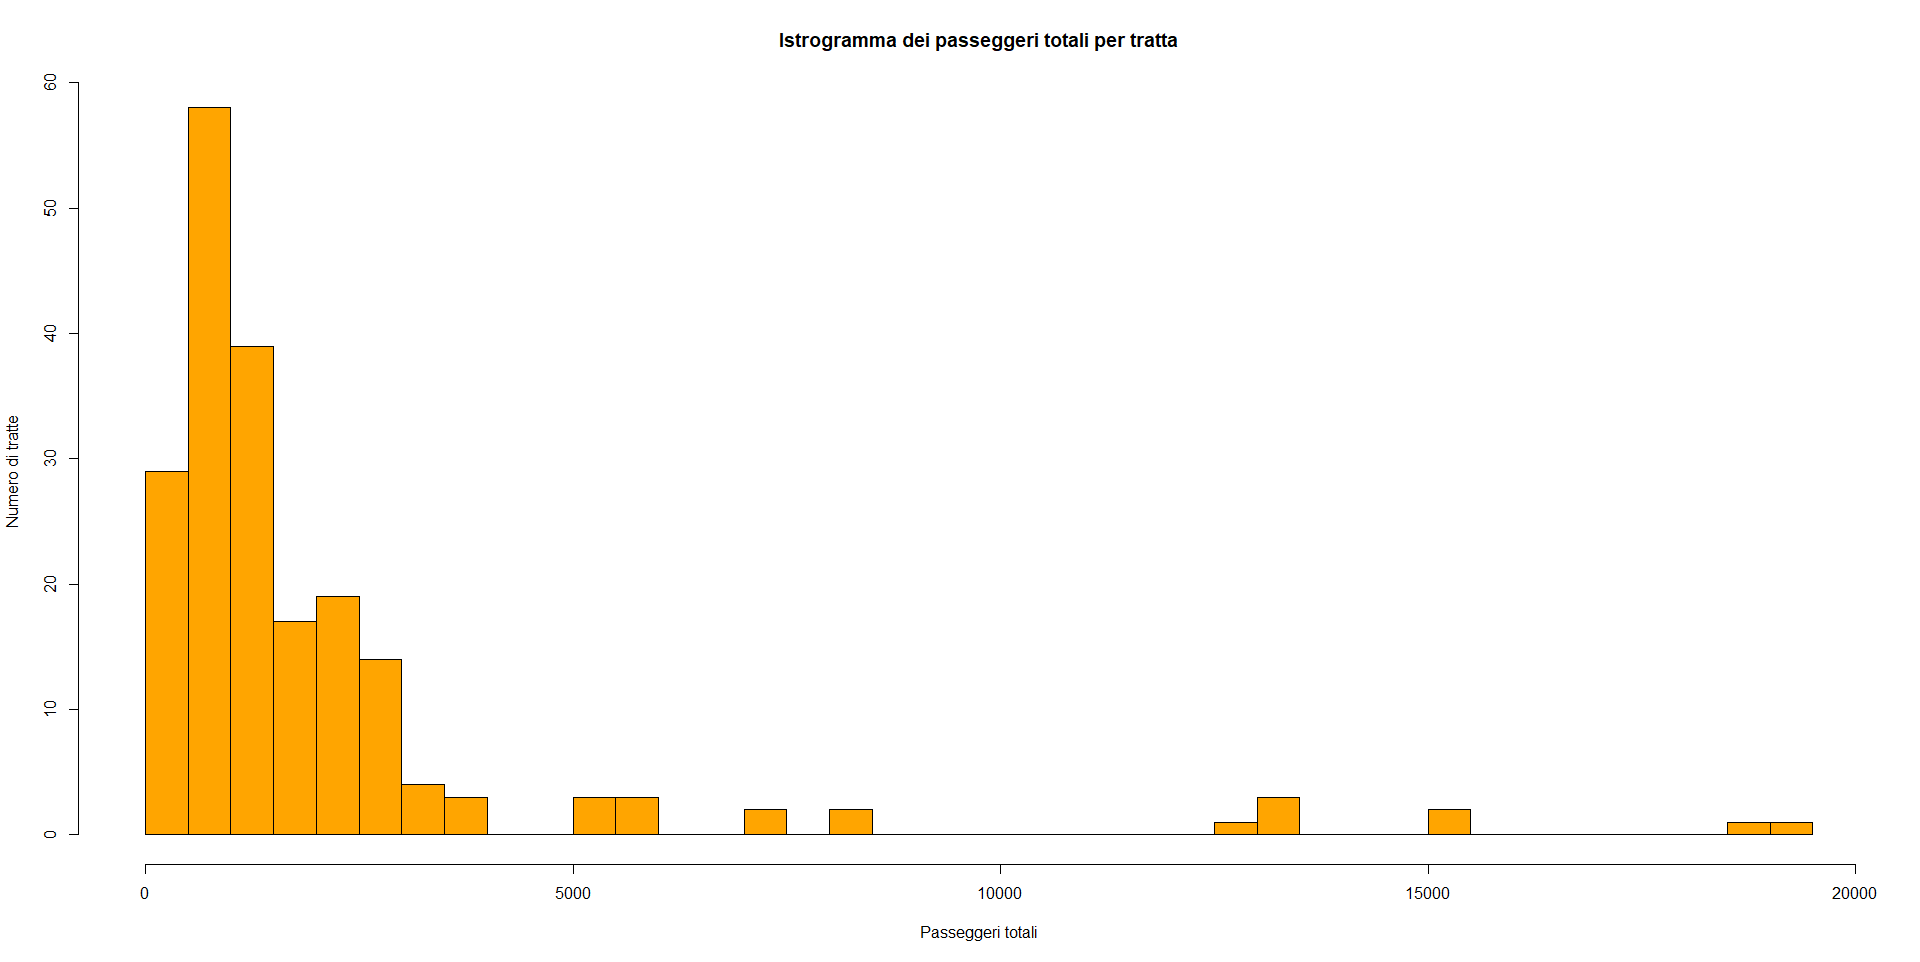 Istrogramma dei passeggeri totali per tratta
60
50
40
30
20
10
0
Numero di tratte
0 5000 10000 15000 20000
Passeggeri totali